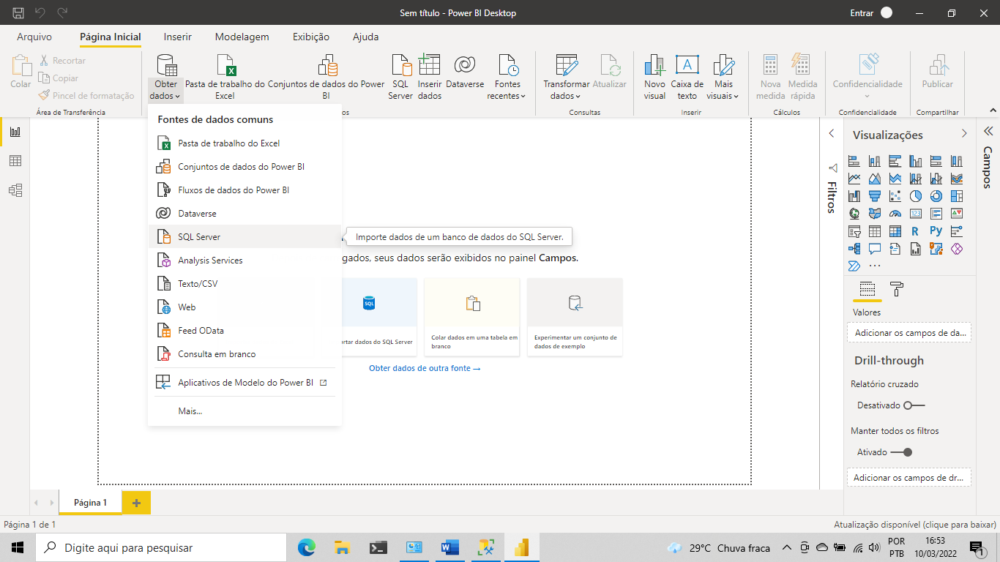 Sem título - Power BI Desktop
Entrar
Arquivo
Página Inicial
Inserir
Modelagem
Exibição
Ajuda
Colar
Recortar
Copiar
Pincel de formatação
Área de Transferência
Obter
dados
Pasta de trabalho do
Excel
Conjuntos de dados do Power
BI
SQL
Server
Inserir
dados
Dataverse
Fontes
recentes
os
Transformar
dados
Atualizar
Consultas
Novo
visual
Caixa de
texto
Mais
visuais
Inserir
Nova
medida
Medida
rápida
Cálculos
Confidencialidade
Confidencialidade
Publicar
Compartilhar
Fontes de dados comuns
Pasta de trabalho do Excel
Conjuntos de dados do Power BI
Fluxos de dados do Power BI
Dataverse
SQL Server
Analysis Services
Texto/CSV
Web
Feed OData
Consulta em branco
Aplicativos de Modelo do Power BI
Mais...
Importe dados de um banco de dados do SQL Server.
gados, seus dados serão exibidos no painel Campos.
SQL
rtar dados do SQL Server
Colar dados em uma tabela em
branco
Experimentar um conjunto de
dados de exemplo
Obter dados de outra fonte →
Filtros
Visualizações
123
R
Py
Valores
Adicionar os campos de da...
Drill-through
Relatório cruzado
Desativado
Manter todos os filtros
Ativado
Adicionar os campos de dr...
Campos
Página 1
Página 1 de 1
Atualização disponível (clique para baixar)
Digite aqui para pesquisar
29°C Chuva fraca
POR
PTB
16:53
10/03/2022
1